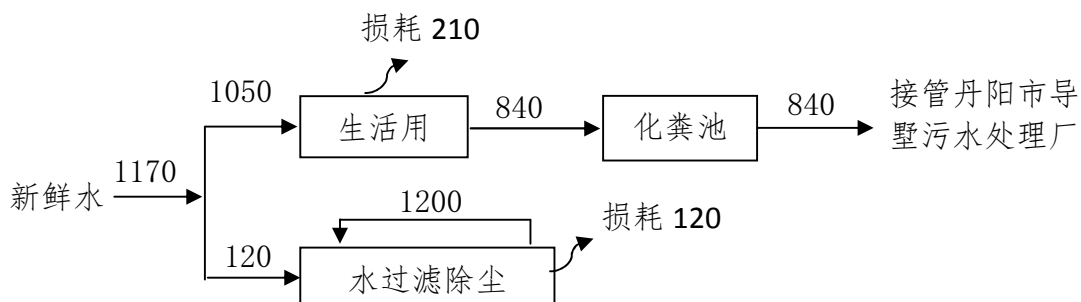 损耗 210
1050
生活用
840
化粪池
840
接管丹阳市导
墅污水处理厂
新鲜水
1170
1200
损耗 120
120
水过滤除尘